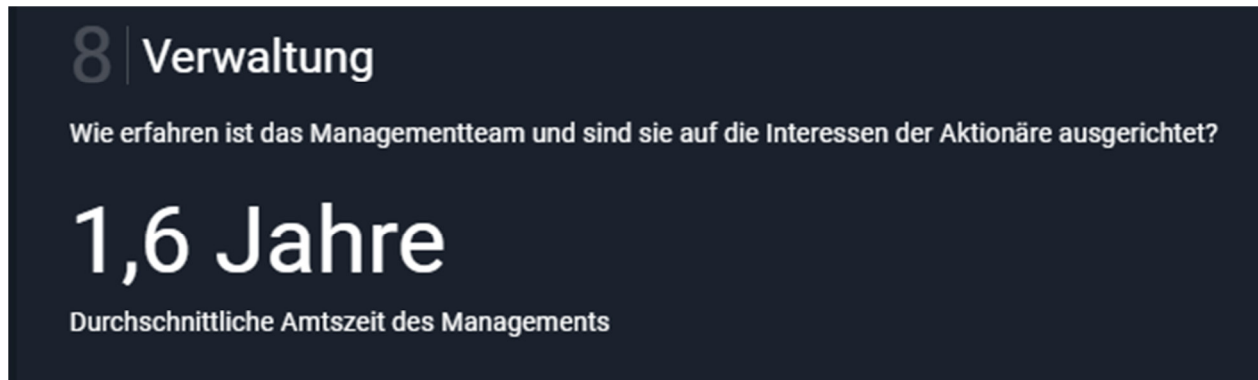 8 Verwaltung
Wie erfahren ist das Managementteam und sind sie auf die Interessen der Aktionäre ausgerichtet?
1,6 Jahre
Durchschnittliche Amtszeit des Managements